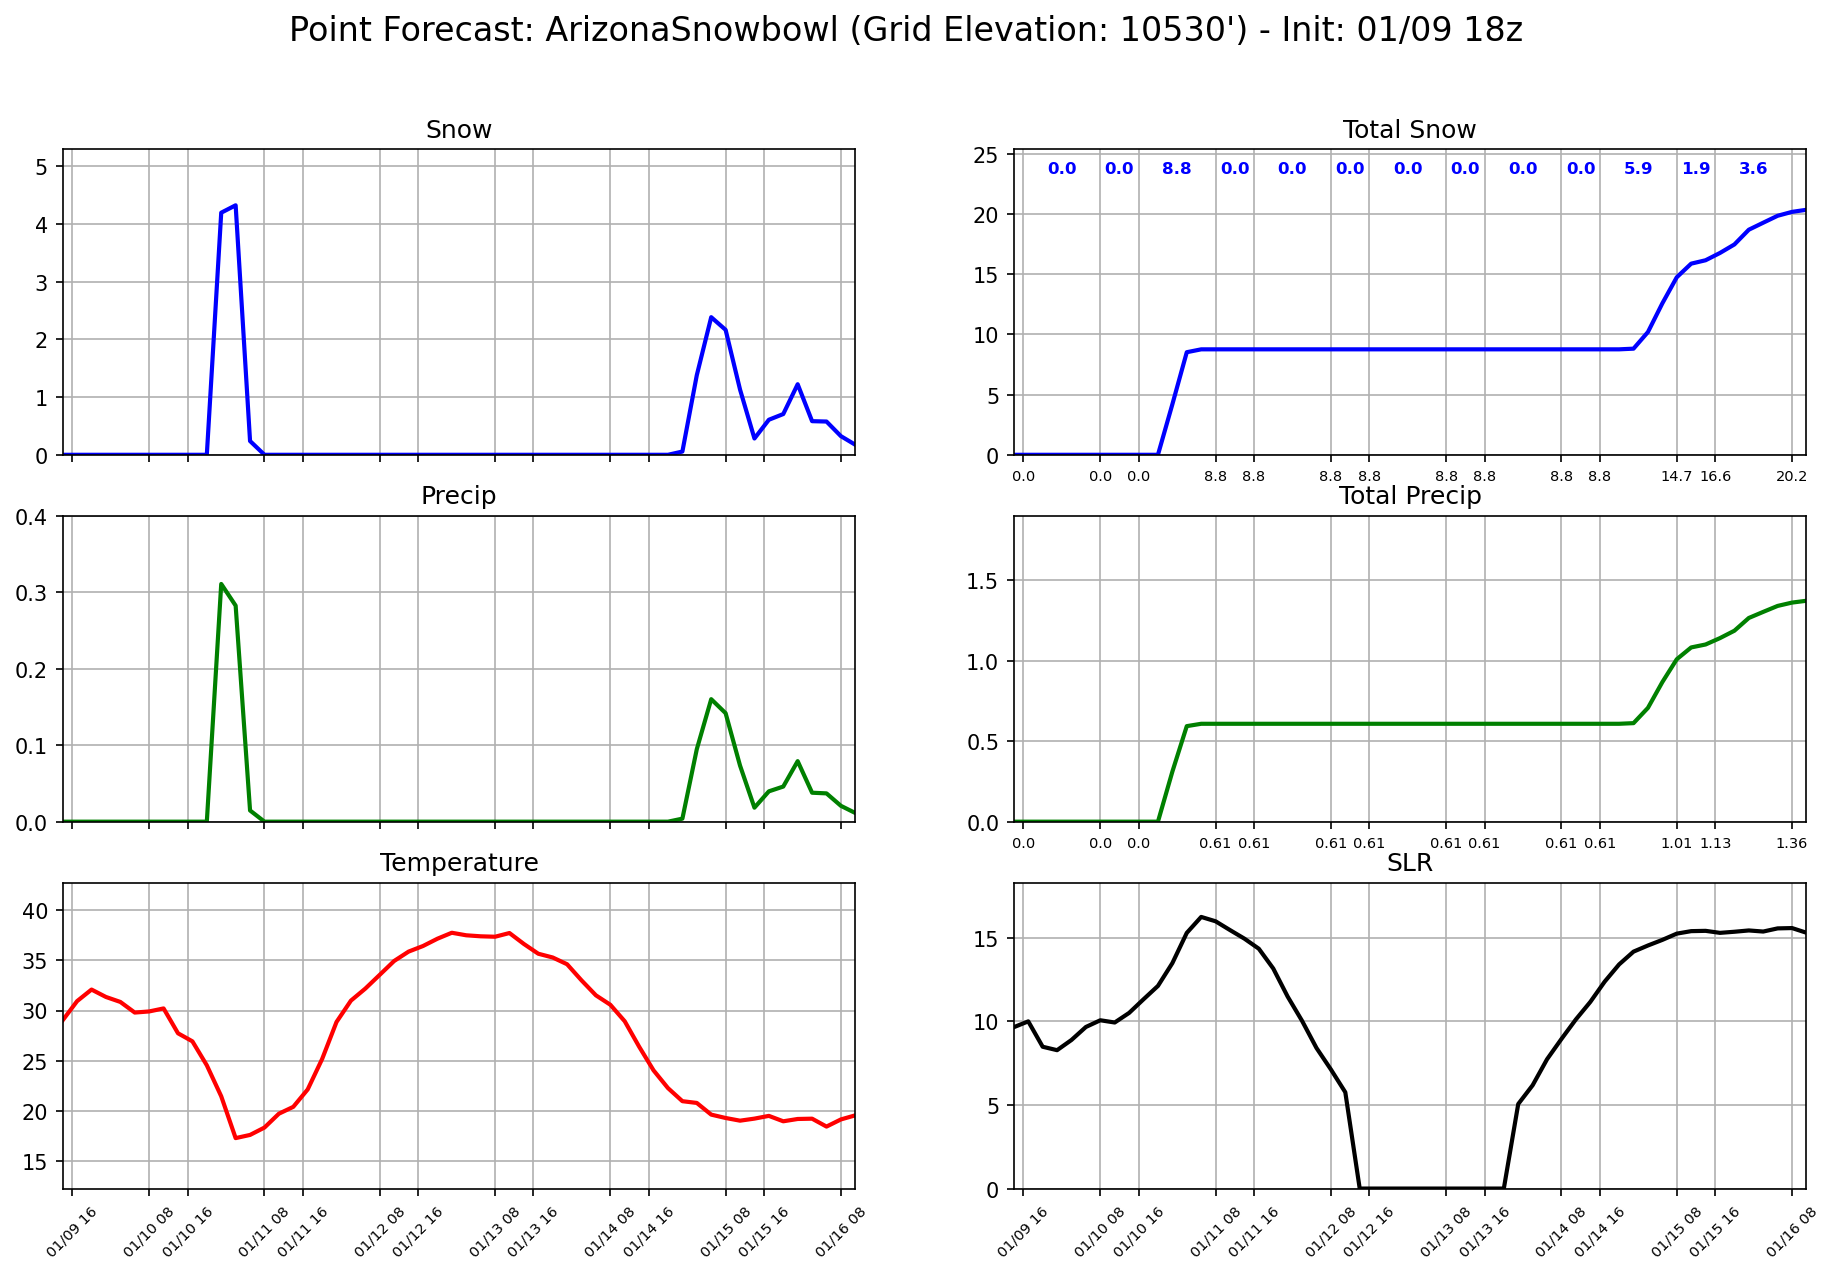 Point Forecast: ArizonaSnowbowl (Grid Elevation: 10530') - Init: 01/09 18z
Snow
5
4
3
2
1
0
Total Snow
25
20
15
10
5
0
0.0 0.0 8.8 0.0 0.0 0.0 0.0 0.0 0.0 0.0 5.9 1.9 3.6
0.0 0.0 0.0 8.8 8.8 8.8 8.8 8.8 8.8 8.8 8.8 14.7 16.6 20.2
Precip
0.4
0.3
0.2
0.1
0.0
Total Precip
1.5
1.0
0.5
0.0
0.0 0.0 0.0 0.61 0.61 0.61 0.61 0.61 0.61 0.61 0.61 1.01 1.13 1.36
Temperature
40
35
30
25
20
15
01/09 16 01/10 08 01/10 16 01/11 08 01/11 16 01/12 08 01/12 16 01/13 08 01/13 16 01/14 08 01/14 16 01/15 08 01/15 16 01/16 08
SLR
15
10
5
0
01/09 16 01/10 08 01/10 16 01/11 08 01/11 16 01/12 08 01/12 16 01/13 08 01/13 16 01/14 08 01/14 16 01/15 08 01/15 16 01/16 08